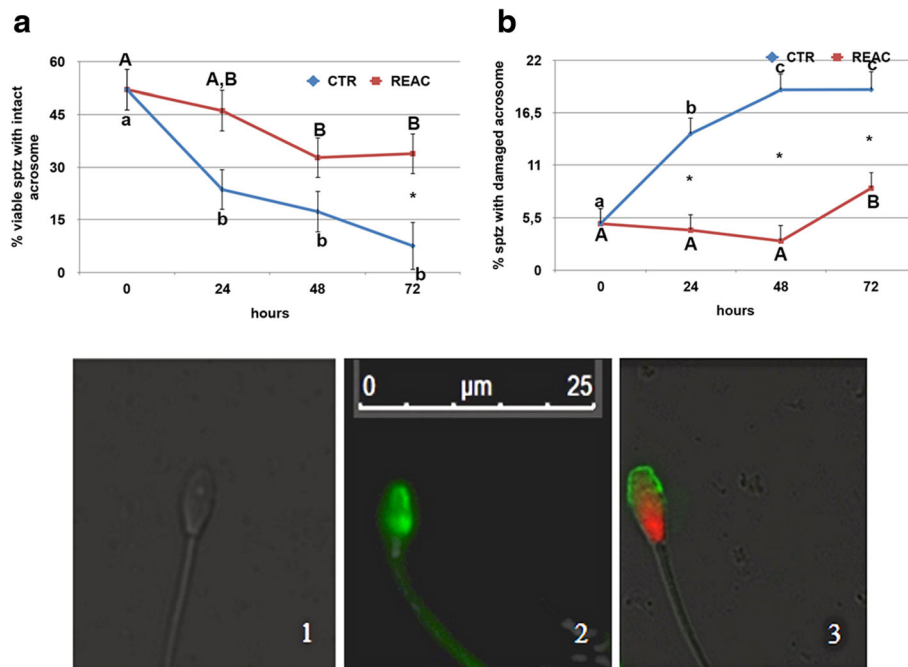 a
% viable sptz with intact acrosome
60
45
30
15
0
A
A,B
B
B
a
b
b
b
*
CTR
REAC
0 24 48 72
hours
b
% sptz with damaged acrosome
22
16,5
11
5,5
0
CTR
REAC
a
b
c
c
*
*
*
A
A
A
B
0 24 48 72
hours
0 µm 25
1
2
3